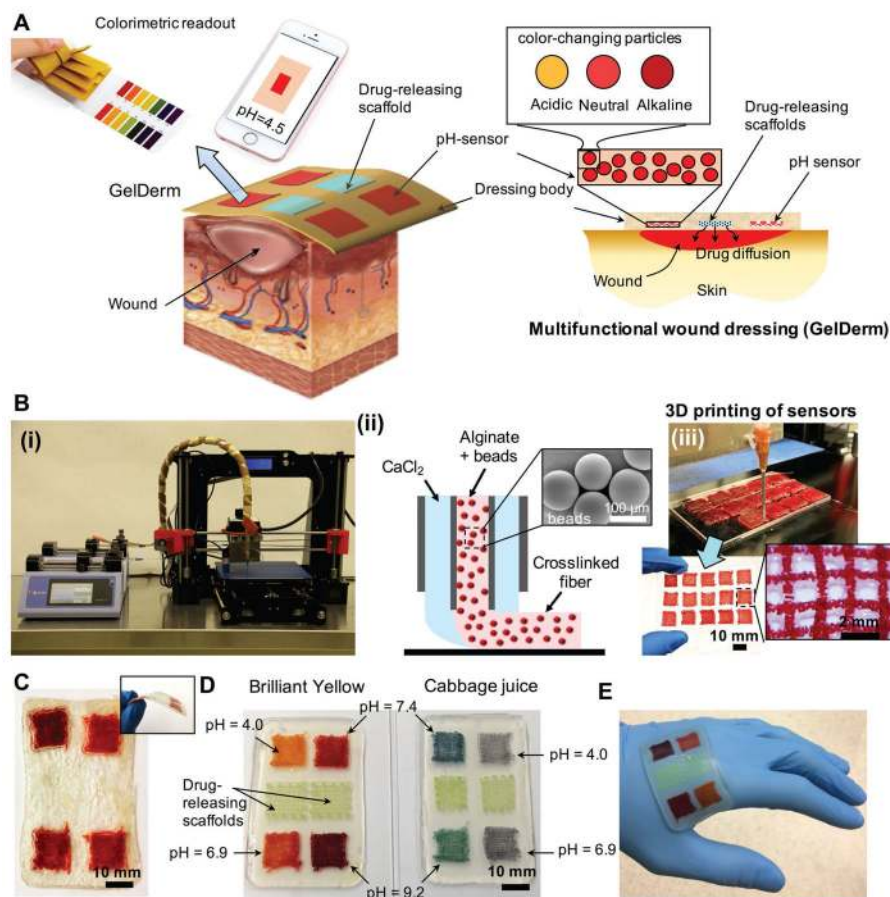 A
Colorimetric readout
pH=4.5
Drug-releasing
scaffold
pH-sensor
GelDerm
Dressing body
Wound
color-changing particles
Acidic Neutral Alkaline
Drug-releasing
scaffolds
pH sensor
Drug diffusion
Wound
Skin
Multifunctional wound dressing (GelDerm)
B
(i)
(ii)
CaCl₂
Alginate
+ beads
beads
100 μm
Crosslinked
fiber
3D printing of sensors
(iii)
10 mm
2 mm
C
10 mm
D
Brilliant Yellow
Cabbage juice
pH = 4.0
pH = 7.4
pH = 4.0
Drug-
releasing
scaffolds
pH = 6.9
pH = 9.2
10 mm
pH = 6.9
E